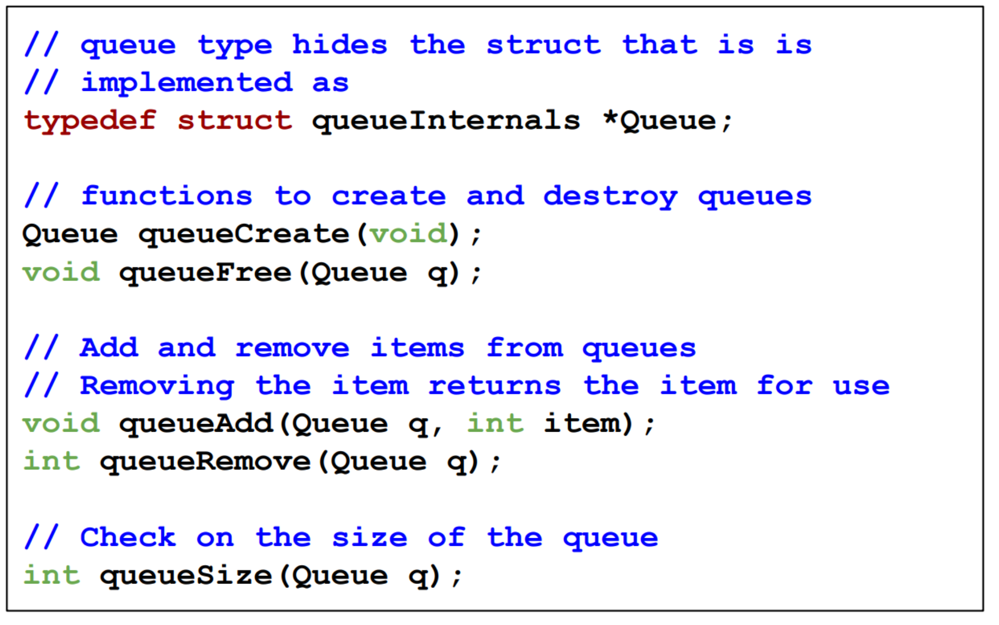 // queue type hides the struct that is is
// implemented as
typedef struct queueInternals *Queue;
// functions to create and destroy queues
Queue queueCreate(void);
void queueFree(Queue q);
// Add and remove items from queues
// Removing the item returns the item for use
void queueAdd(Queue q, int item);
int queueRemove(Queue q);
// Check on the size of the queue
int queueSize(Queue q);